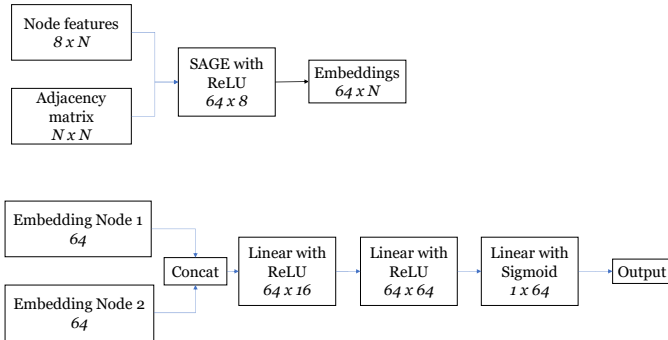 Node features
8 x N
Adjacency
matrix
N x N
SAGE with
ReLU
64 x 8
Embeddings
64 x N
Embedding Node 1
64
Embedding Node 2
64
Concat
Linear with
ReLU
64 x 16
Linear with
ReLU
64 x 64
Linear with
Sigmoid
1 x 64
Output